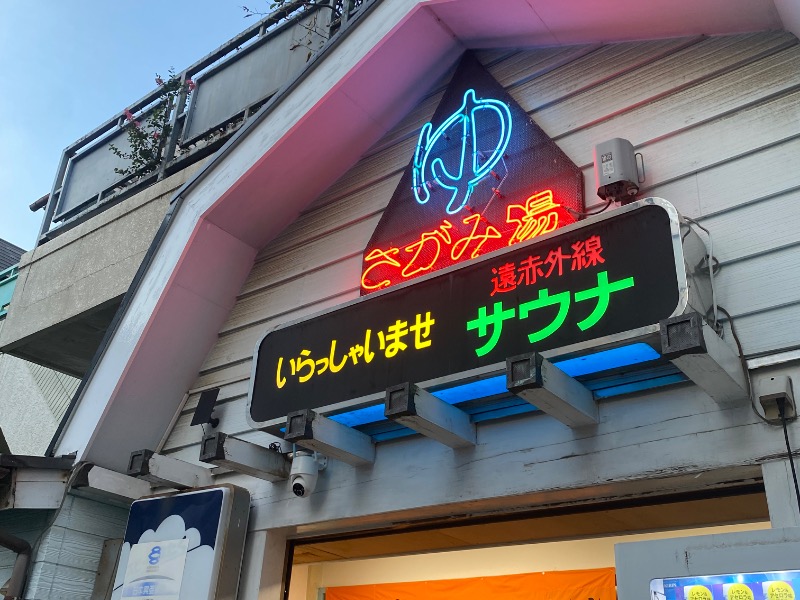 ゆ
さがみ湯
いらっしゃいませ
遠赤外線
サウナ